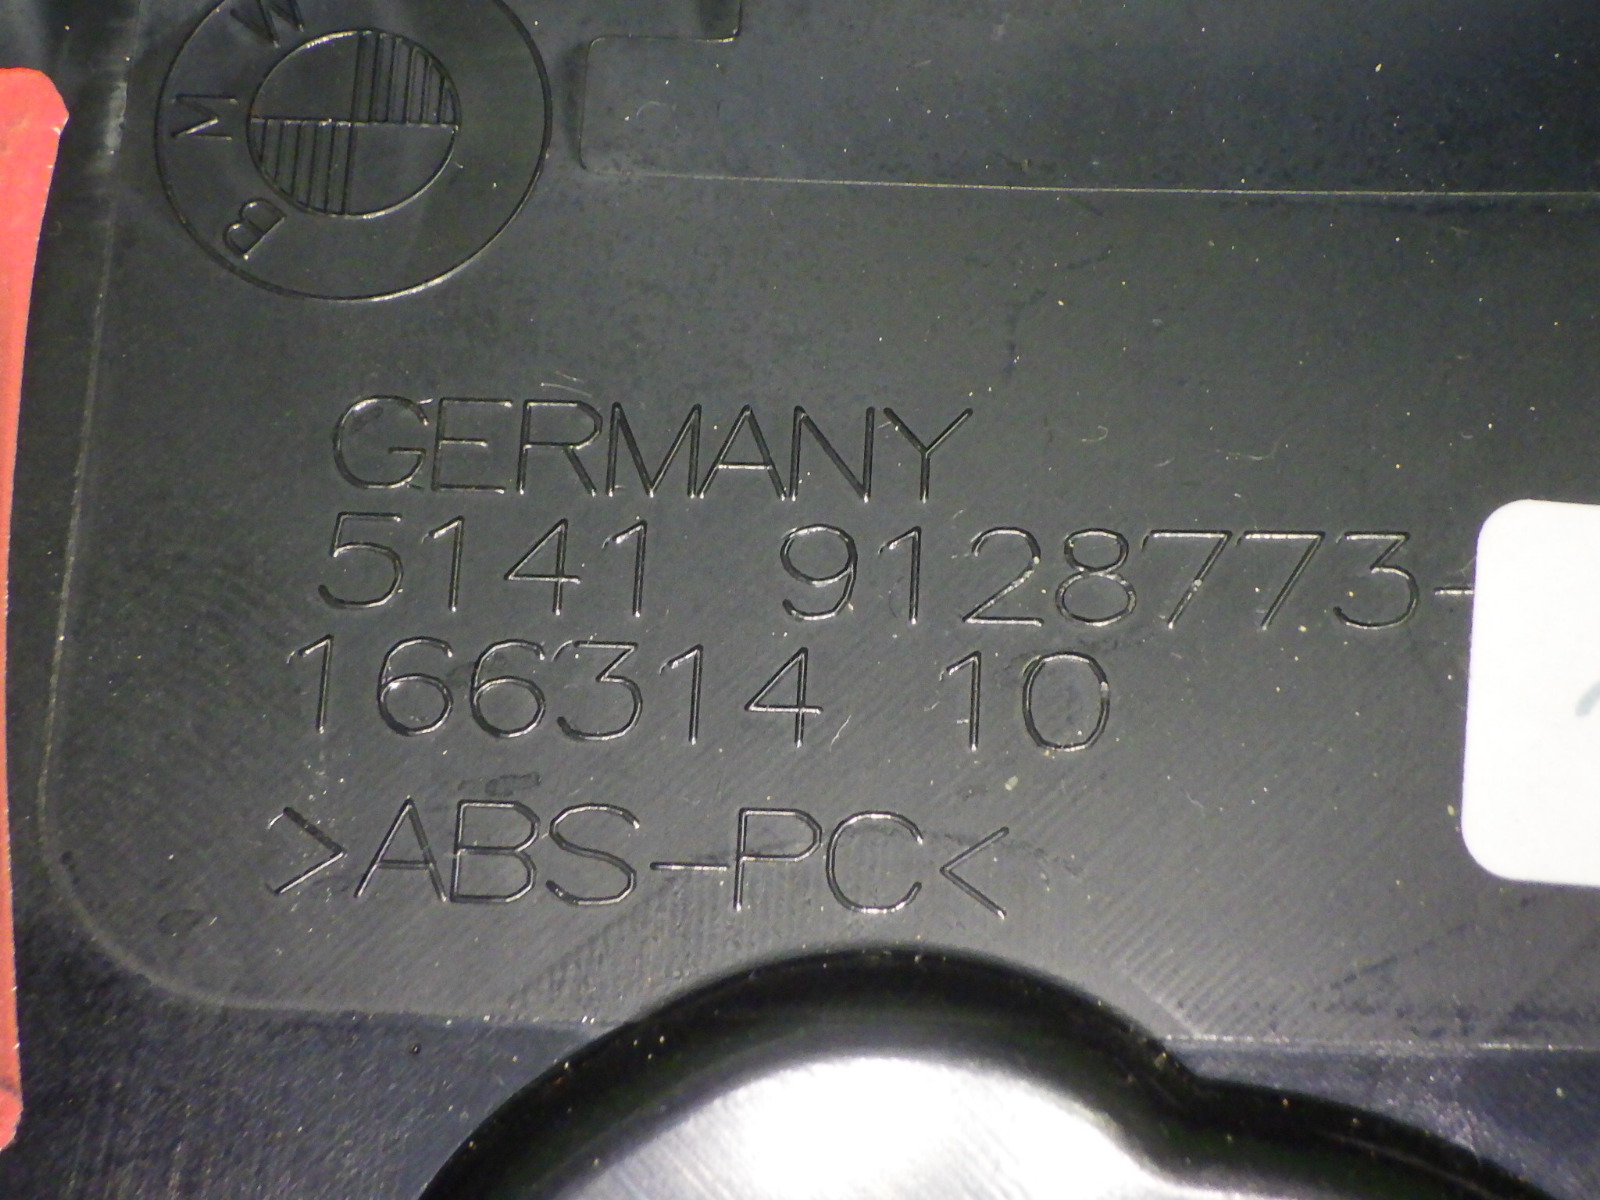 BMW
GERMANY
5141 9128773-
166314 10
>ABS-PC<